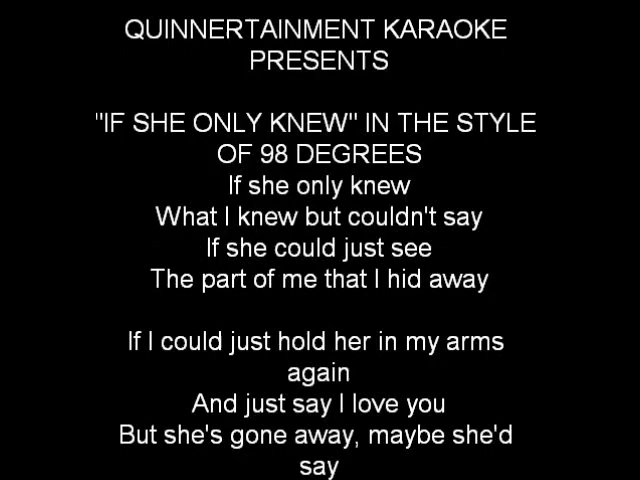 QUINNERTAINMENT KARAOKE
PRESENTS
"IF SHE ONLY KNEW" IN THE STYLE
OF 98 DEGREES
If she only knew
What I knew but couldn't say
If she could just see
The part of me that I hid away
If I could just hold her in my arms
again
And just say I love you
But she's gone away, maybe she'd
say